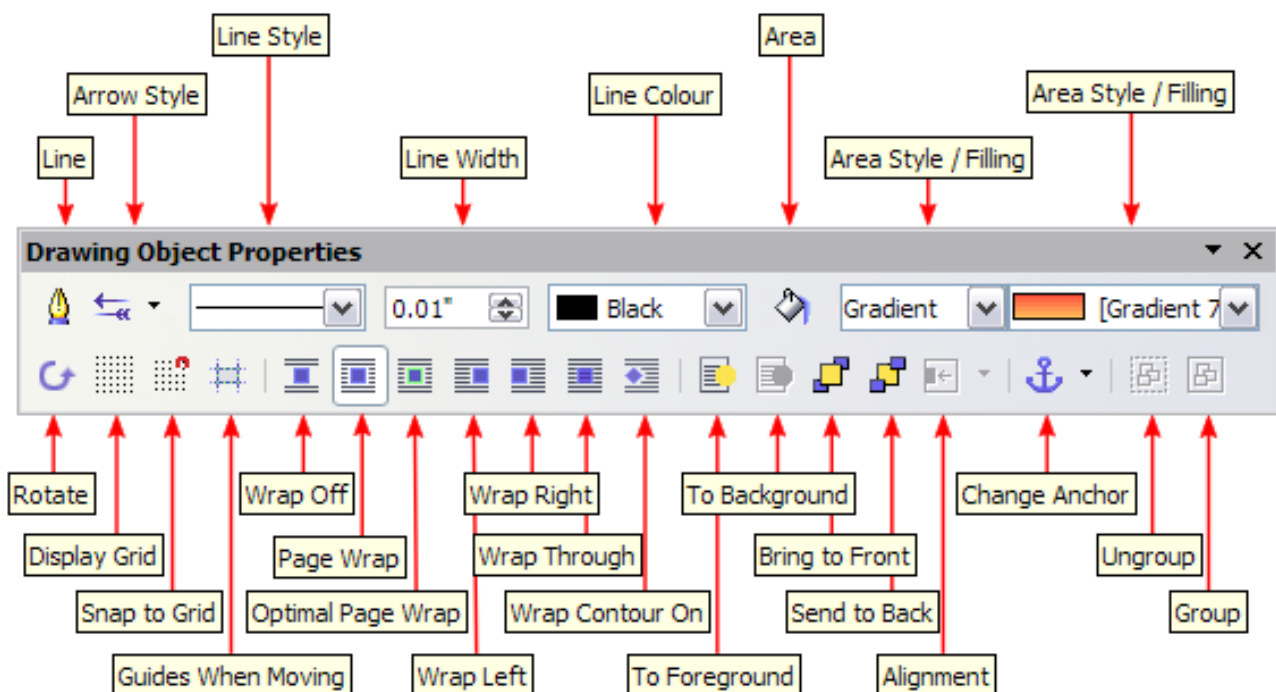 Line Style
Area
Arrow Style
Line Colour
Area Style / Filling
Line
Line Width
Area Style / Filling
Drawing Object Properties
0.01"
Black
Gradient
[Gradient 7
Rotate
Wrap Off
Wrap Right
To Background
Change Anchor
Display Grid
Page Wrap
Wrap Through
Bring to Front
Ungroup
Snap to Grid
Optimal Page Wrap
Wrap Contour On
Send to Back
Group
Guides When Moving
Wrap Left
To Foreground
Alignment